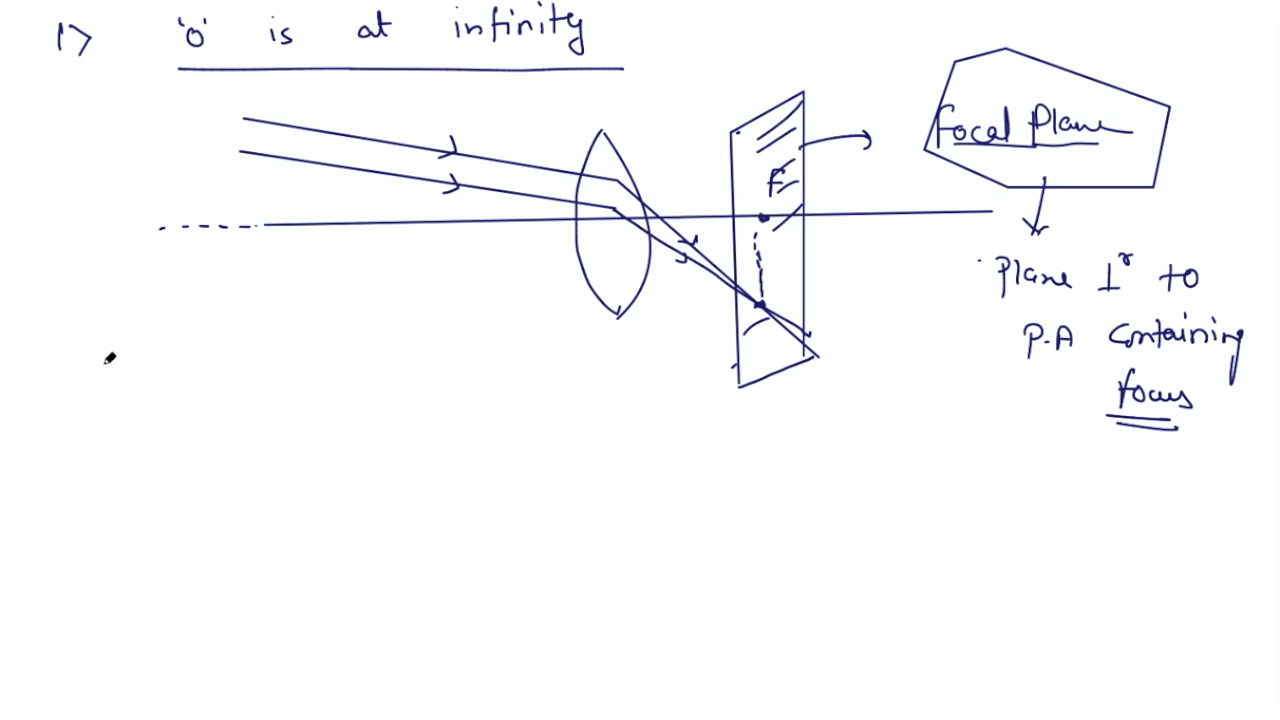 1> 'O' is at infinity
Focal Plane
F
Plane ⊥r to
P.A Containing
focus